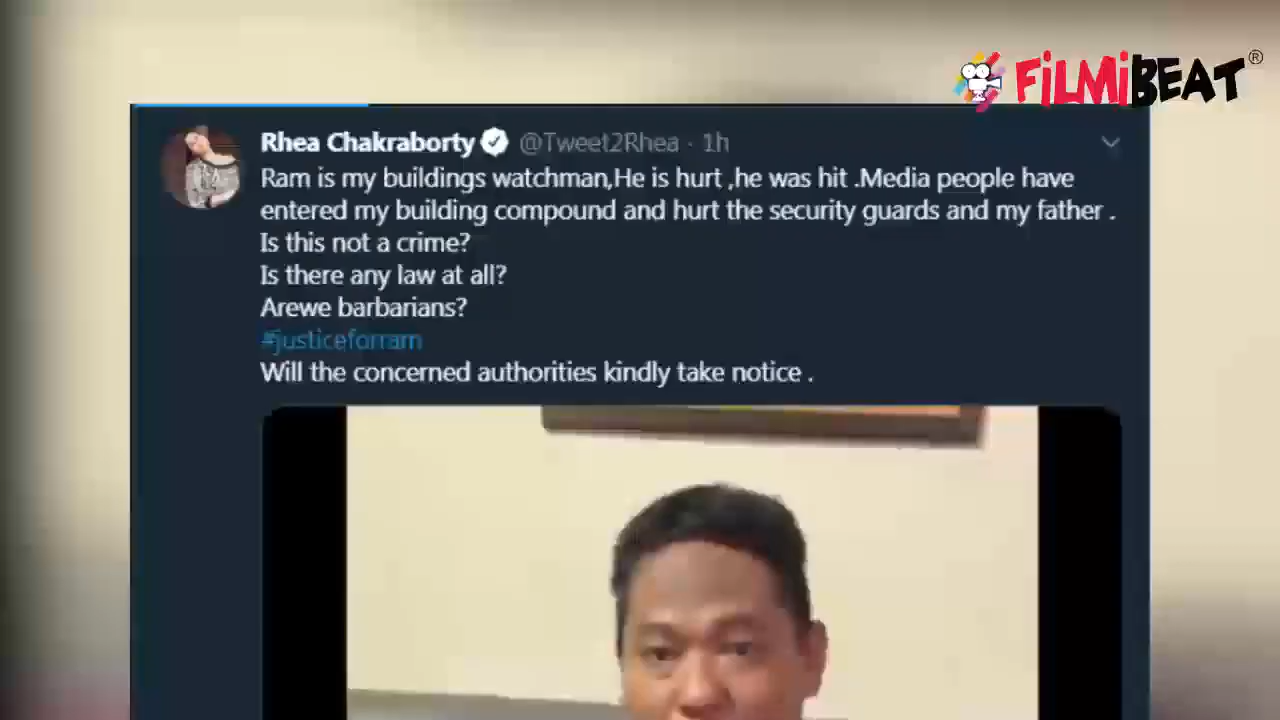 FiLMiBEAT®
Rhea Chakraborty @Tweet2Rhea · 1h
Ram is my buildings watchman,He is hurt ,he was hit .Media people have
entered my building compound and hurt the security guards and my father .
Is this not a crime?
Is there any law at all?
Arewe barbarians?
#justiceforram
Will the concerned authorities kindly take notice .